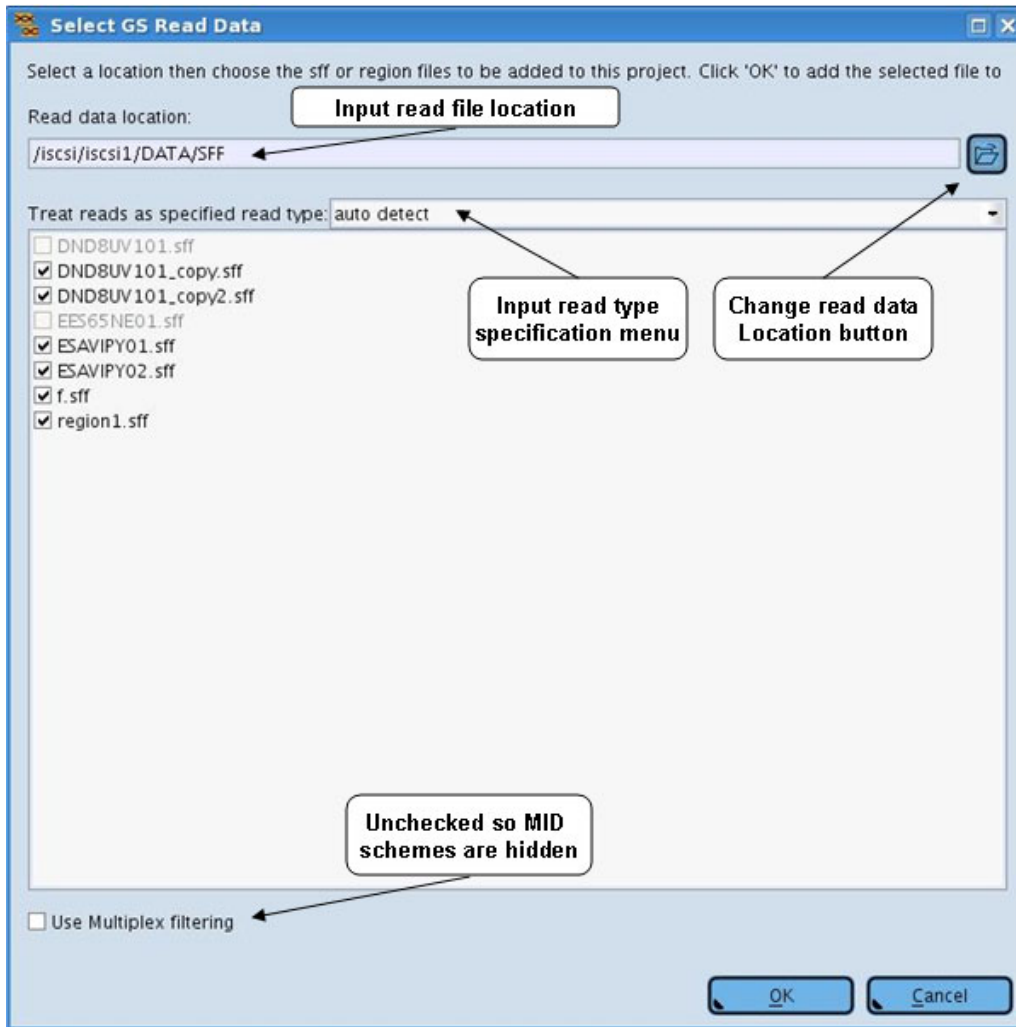 Select GS Read Data
Select a location then choose the sff or region files to be added to this project. Click 'OK' to add the selected file to
Input read file location
Read data location:
/iscsi/iscsi1/DATA/SFF
Treat reads as specified read type: auto detect
DND8UV101.sff
DND8UV101_copy.sff
DND8UV101_copy2.sff
EES65NE01.sff
ESAVIPY01.sff
ESAVIPY02.sff
f.sff
region1.sff
Input read type
specification menu
Change read data
Location button
Unchecked so MID
schemes are hidden
Use Multiplex filtering
OK
Cancel